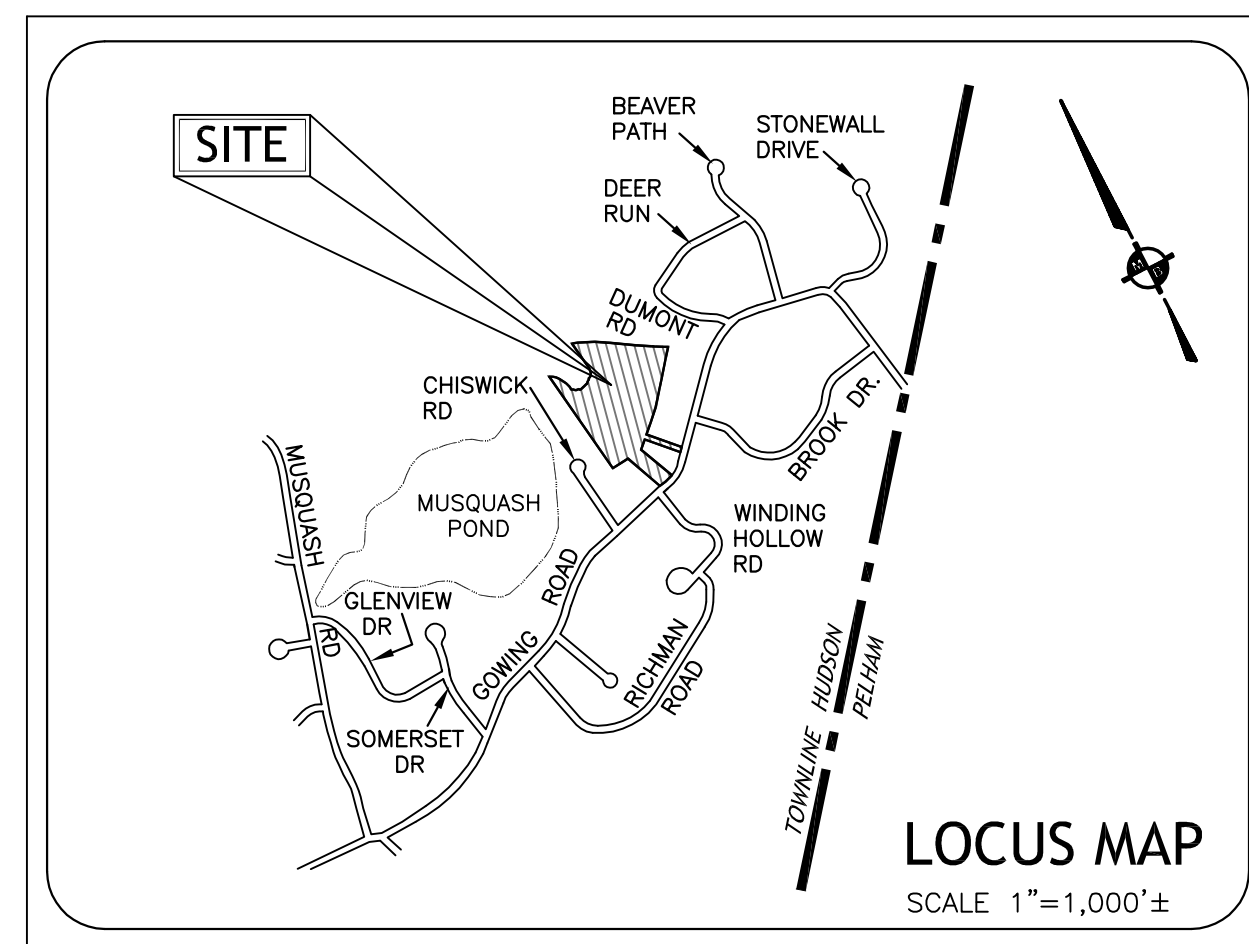 SITE
BEAVER
PATH
STONEWALL
DRIVE
DEER
RUN
DUMONT
RD
CHISWICK
RD
BROOK DR.
MUSQUASH
RD
MUSQUASH
POND
WINDING
HOLLOW
RD
GLENVIEW
DR
GOWING
ROAD
RICHMAN
ROAD
SOMERSET
DR
TOWNLINE HUDSON
PELHAM
LOCUS MAP
SCALE 1"=1,000'±